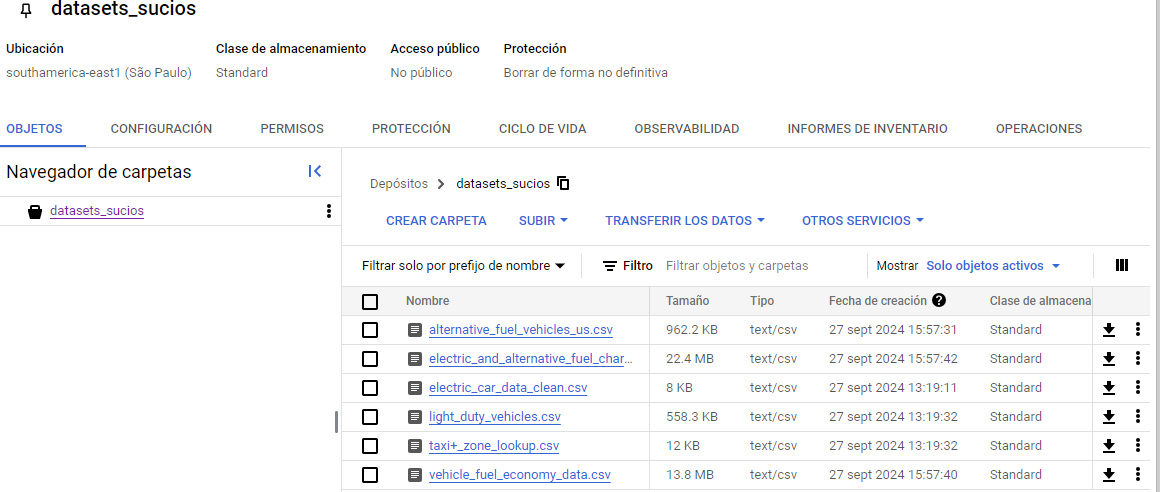 datasets_sucios
Ubicación Clase de almacenamiento Acceso público Protección
southamerica-east1 (São Paulo) Standard No público Borrar de forma no definitiva
OBJETOS CONFIGURACIÓN PERMISOS PROTECCIÓN CICLO DE VIDA OBSERVABILIDAD INFORMES DE INVENTARIO OPERACIONES
Navegador de carpetas
datasets_sucios
Depósitos datasets_sucios
CREAR CARPETA SUBIR TRANSFERIR LOS DATOS OTROS SERVICIOS
Filtrar solo por prefijo de nombre Filtro Filtrar objetos y carpetas Mostrar Solo objetos activos
Nombre Tamaño Tipo Fecha de creación ? Clase de almacena
alternative_fuel_vehicles_us.csv 962.2 KB text/csv 27 sept 2024 15:57:31 Standard
electric_and_alternative_fuel_char... 22.4 MB text/csv 27 sept 2024 15:57:42 Standard
electric_car_data_clean.csv 8 KB text/csv 27 sept 2024 13:19:11 Standard
light_duty_vehicles.csv 558.3 KB text/csv 27 sept 2024 13:19:32 Standard
taxi+_zone_lookup.csv 12 KB text/csv 27 sept 2024 13:19:32 Standard
vehicle_fuel_economy_data.csv 13.8 MB text/csv 27 sept 2024 15:57:40 Standard